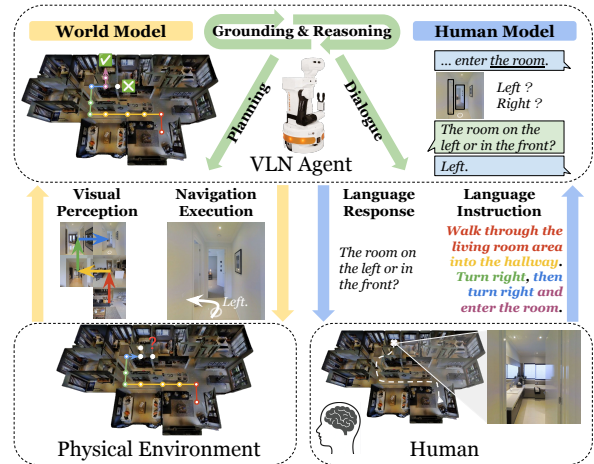 World Model
Grounding & Reasoning
Human Model
... enter the room.
Left ?
Right ?
The room on the
left or in the front?
Left.
Planning
Dialogue
VLN Agent
Visual
Perception
Navigation
Execution
Left.
Language
Response
The room on
the left or in
the front?
Language
Instruction
Walk through the
living room area
into the hallway.
Turn right, then
turn right and
enter the room.
Physical Environment
Human